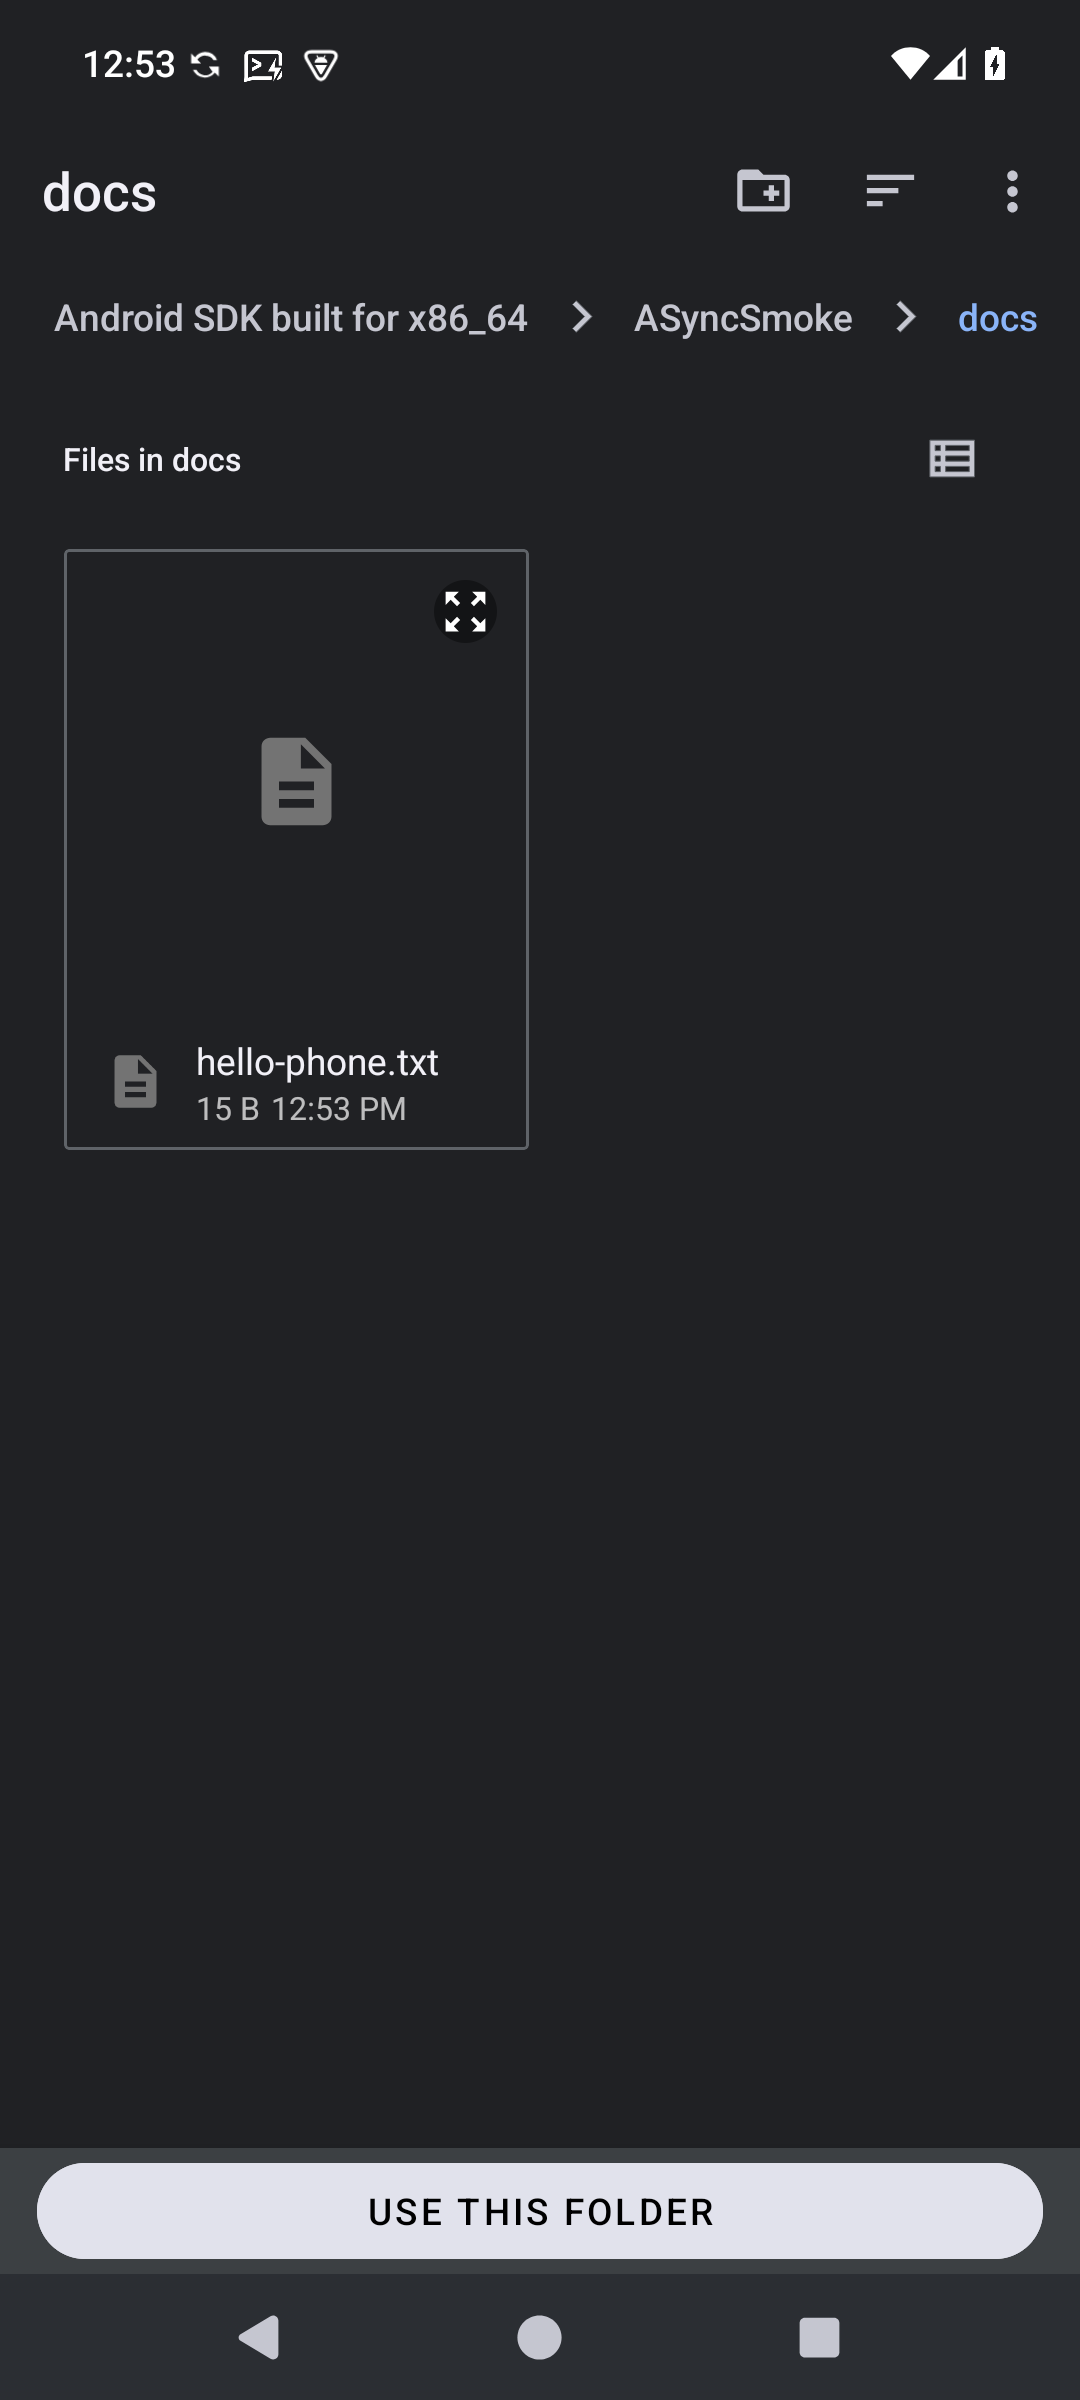 12:53
docs
Android SDK built for x86_64 > ASyncSmoke > docs
Files in docs
hello-phone.txt
15 B 12:53 PM
USE THIS FOLDER